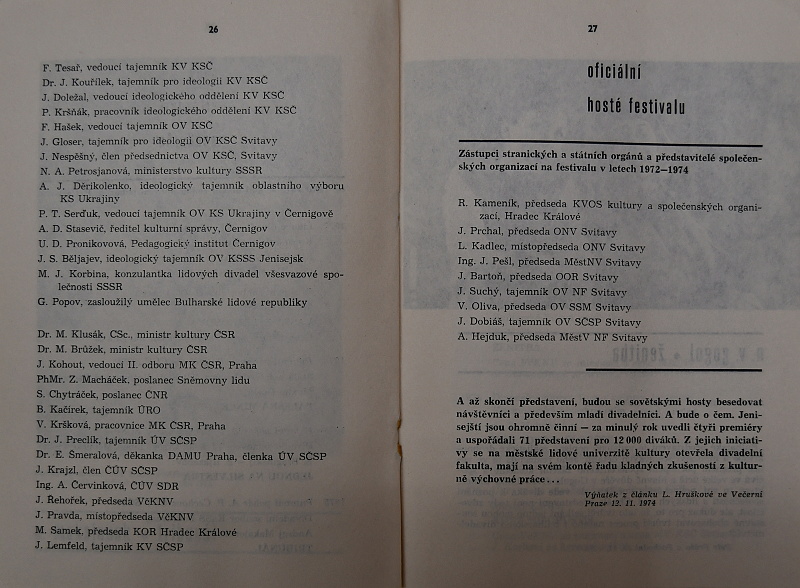 26
F. Tesař, vedoucí tajemník KV KSČ
Dr. J. Kouřílek, tajemník pro ideologii KV KSČ
J. Doležal, vedoucí ideologického oddělení KV KSČ
P. Kršňák, pracovník ideologického oddělení KV KSČ
F. Hašek, vedoucí tajemník OV KSČ
J. Gloser, tajemník pro ideologii OV KSČ Svitavy
J. Nespěšný, člen předsednictva OV KSČ, Svitavy
N. A. Petrosjanová, ministerstvo kultury SSSR
A. J. Děrikolenko, ideologický tajemník oblastního výboru
KS Ukrajiny
P. T. Serďuk, vedoucí tajemník OV KS Ukrajiny v Černigově
A. D. Stasevič, ředitel kulturní správy, Černigov
U. D. Pronikovová, Pedagogický institut Černigov
J. S. Běljajev, ideologický tajemník OV KSSS Jenisejsk
M. J. Korbina, konzulantka lidových divadel všesvazové spo-
lečnosti SSSR
G. Popov, zasloužilý umělec Bulharské lidové republiky
Dr. M. Klusák, CSc., ministr kultury ČSR
Dr. M. Brůžek, ministr kultury ČSR
J. Kohout, vedoucí II. odboru MK ČSR, Praha
PhMr. Z. Macháček, poslanec Sněmovny lidu
S. Chytráček, poslanec ČNR
B. Kačírek, tajemník ÚRO
V. Kršková, pracovnice MK ČSR, Praha
Dr. J. Preclík, tajemník ÚV SČSP
Dr. E. Šmeralová, děkanka DAMU Praha, členka ÚV SČSP
J. Krajzl, člen ČÚV SČSP
Ing. A. Červinková, ČÚV SDR
J. Řehořek, předseda VčKNV
J. Pravda, místopředseda VčKNV
M. Samek, předseda KOR Hradec Králové
J. Lemfeld, tajemník KV SČSP
27
oficiální
hosté festivalu
Zástupci stranických a státních orgánů a představitelé společen-
ských organizací na festivalu v letech 1972—1974
R. Kameník, předseda KVOS kultury a společenských organi-
zací, Hradec Králové
J. Prchal, předseda ONV Svitavy
L. Kadlec, místopředseda ONV Svitavy
Ing. J. Pešl, předseda MěstNV Svitavy
J. Bartoň, předseda OOR Svitavy
J. Suchý, tajemník OV NF Svitavy
V. Oliva, předseda OV SSM Svitavy
J. Dobiáš, tajemník OV SČSP Svitavy
A. Hejduk, předseda MěstV NF Svitavy
A až skončí představení, budou se sovětskými hosty besedovat
návštěvníci a především mladí divadelníci. A bude o čem. Jeni-
sejští jsou ohromně činní — za minulý rok uvedli čtyři premiéry
a uspořádali 71 představení pro 12 000 diváků. Z jejich iniciati-
vy se na městské lidové univerzitě kultury otevřela divadelní
fakulta, mají na svém kontě řadu kladných zkušeností z kultur-
ně výchovné práce...
Výňatek z článku L. Hruškové ve Večerní
Praze 12. 11. 1974